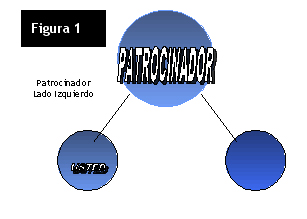 Figura 1
PATROCINADOR
Patrocinador
Lado Izquierdo
USTED